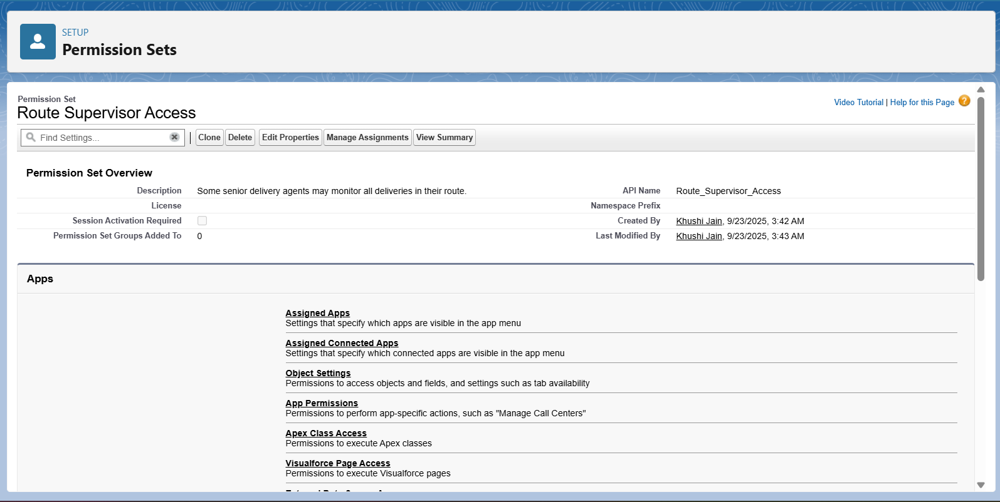 SETUP
Permission Sets
Permission Set
Route Supervisor Access
Video Tutorial | Help for this Page ?
Find Settings...
Clone Delete Edit Properties Manage Assignments View Summary
Permission Set Overview
Description Some senior delivery agents may monitor all deliveries in their route. API Name Route_Supervisor_Access
License Namespace Prefix
Session Activation Required Created By Khushi Jain, 9/23/2025, 3:42 AM
Permission Set Groups Added To 0 Last Modified By Khushi Jain, 9/23/2025, 3:43 AM
Apps
Assigned Apps
Settings that specify which apps are visible in the app menu
Assigned Connected Apps
Settings that specify which connected apps are visible in the app menu
Object Settings
Permissions to access objects and fields, and settings such as tab availability
App Permissions
Permissions to perform app-specific actions, such as "Manage Call Centers"
Apex Class Access
Permissions to execute Apex classes
Visualforce Page Access
Permissions to execute Visualforce pages